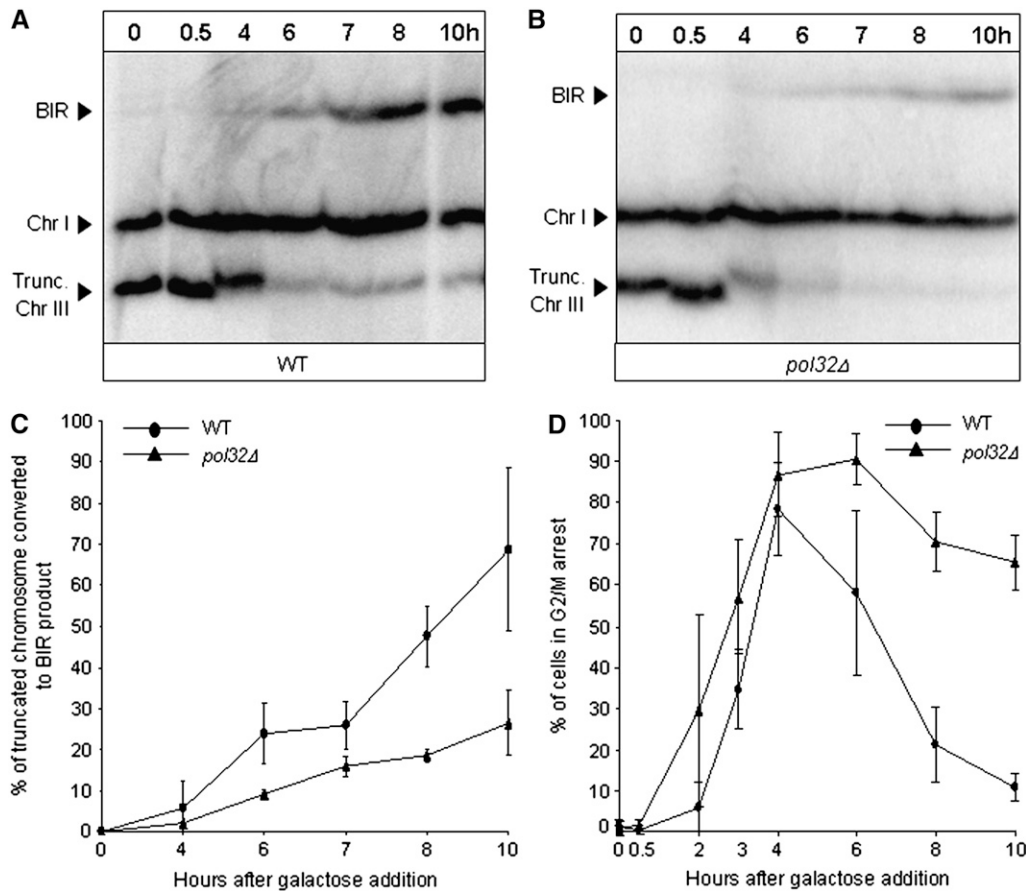 A
0 0.5 4 6 7 8 10h
BIR
Chr I
Trunc.
Chr III
WT
B
0 0.5 4 6 7 8 10h
BIR
Chr I
Trunc.
Chr III
pol32Δ
C
WT
pol32Δ
% of truncated chromosome converted
to BIR product
100
90
80
70
60
50
40
30
20
10
0
0 4 6 7 8 10
Hours after galactose addition
D
WT
pol32Δ
% of cells in G2/M arrest
100
90
80
70
60
50
40
30
20
10
0
0 0.5 2 3 4 6 8 10
Hours after galactose addition